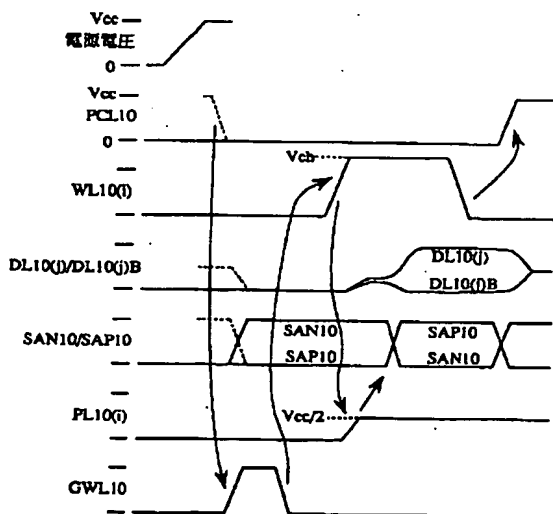 Vcc
電源電圧
0
Vcc
PCL10
0
Vch
WL10(i)
DL10(j)
DL10(j)/DL10(j)B
DL10(j)B
SAN10 SAP10
SAN10/SAP10
SAP10 SAN10
Vcc/2
PL10(i)
GWL10